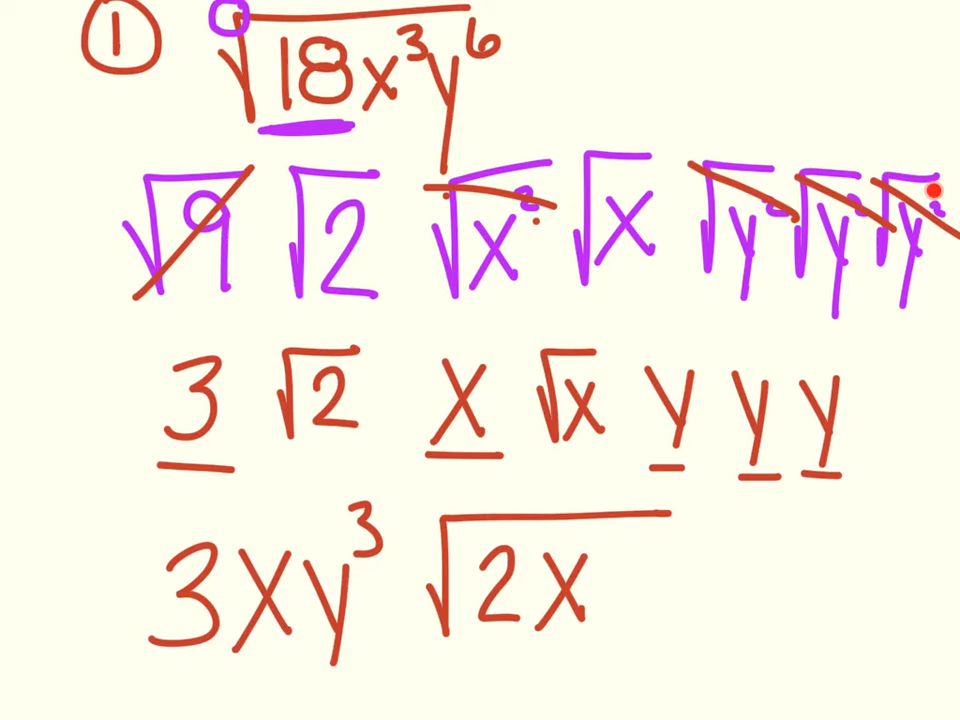 ① √18x³y⁶
√9 √2 √x² √x √y² √y² √y²
3 √2 x √x y y y
3xy³ √2x